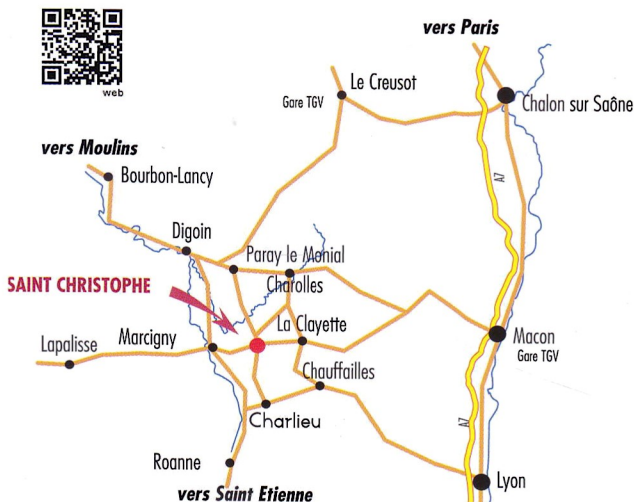 web
vers Paris
Le Creusot
Gare TGV
Chalon sur Saône
vers Moulins
Bourbon-Lancy
A7
Digoin
Paray le Monial
Charolles
SAINT CHRISTOPHE
La Clayette
Marcigny
Lapalisse
Macon
Gare TGV
Chauffailles
Charlieu
A7
Roanne
Lyon
vers Saint Etienne